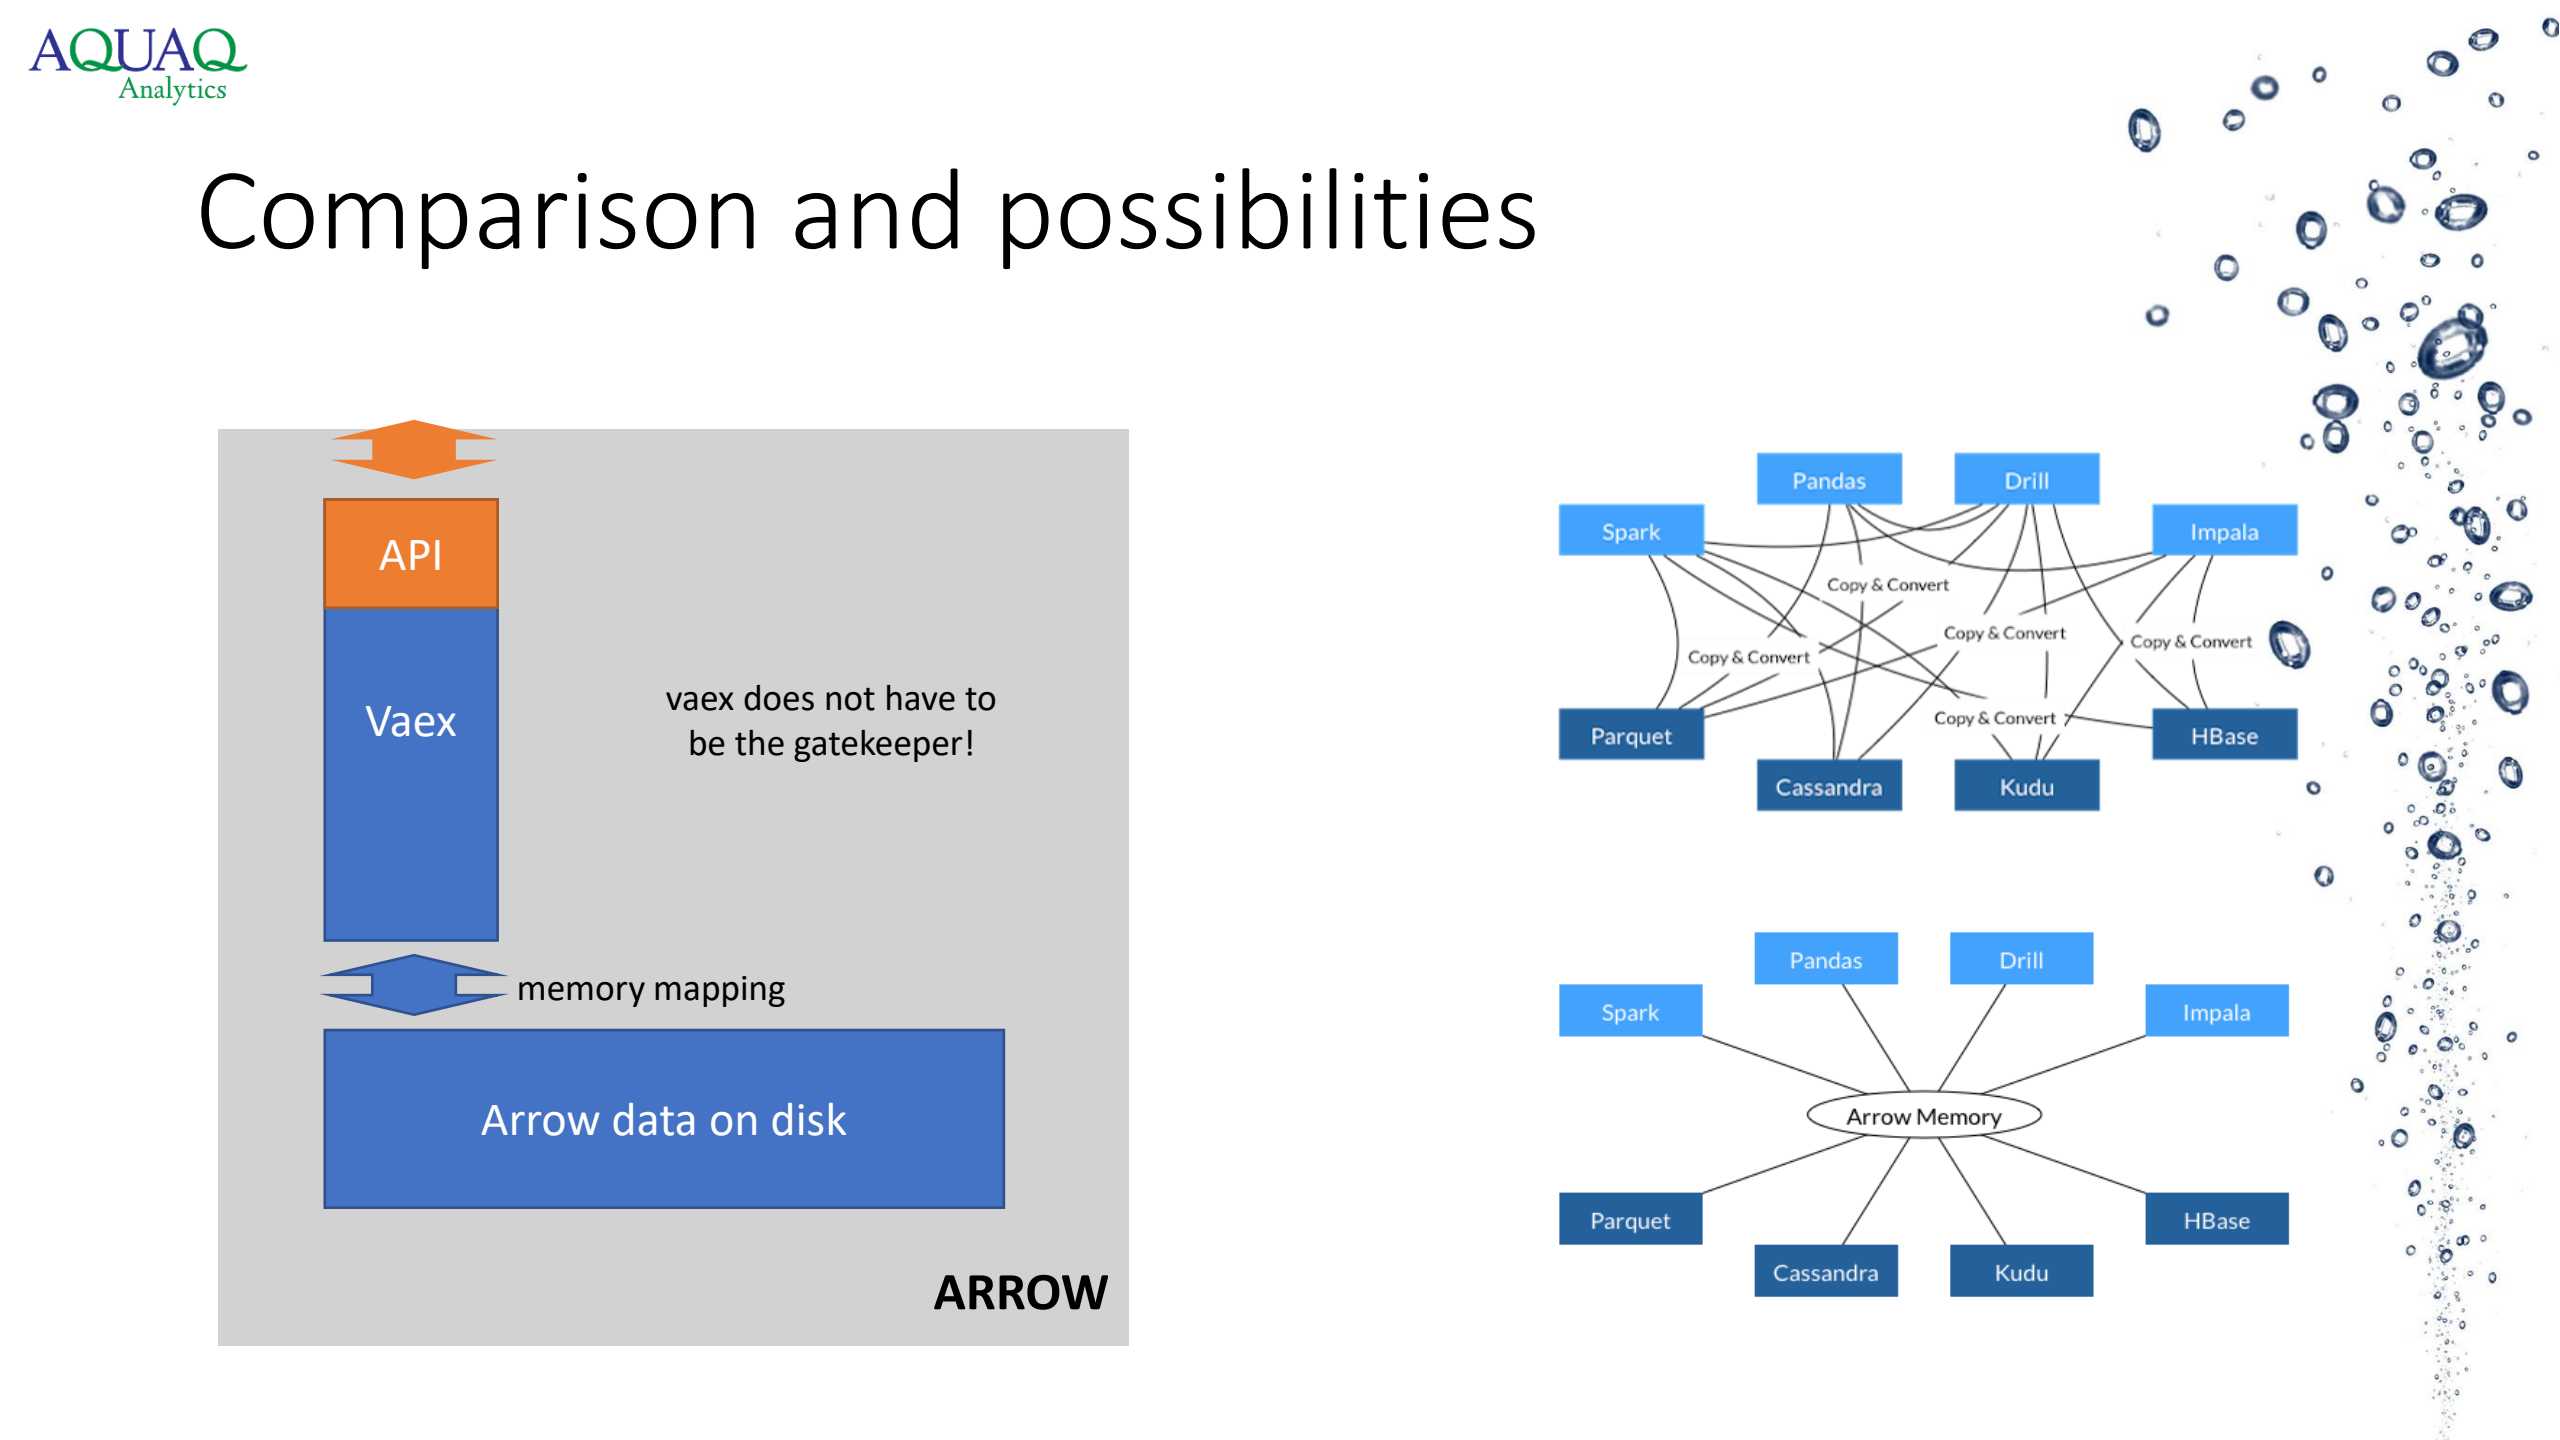 AQUAQ
Analytics
Comparison and possibilities
API
Vaex
vaex does not have to
be the gatekeeper!
memory mapping
Arrow data on disk
ARROW
Pandas
Drill
Spark
Impala
Copy & Convert
Copy & Convert
Copy & Convert
Copy & Convert
Copy & Convert
Parquet
HBase
Cassandra
Kudu
Pandas
Drill
Spark
Impala
Arrow Memory
Parquet
HBase
Cassandra
Kudu